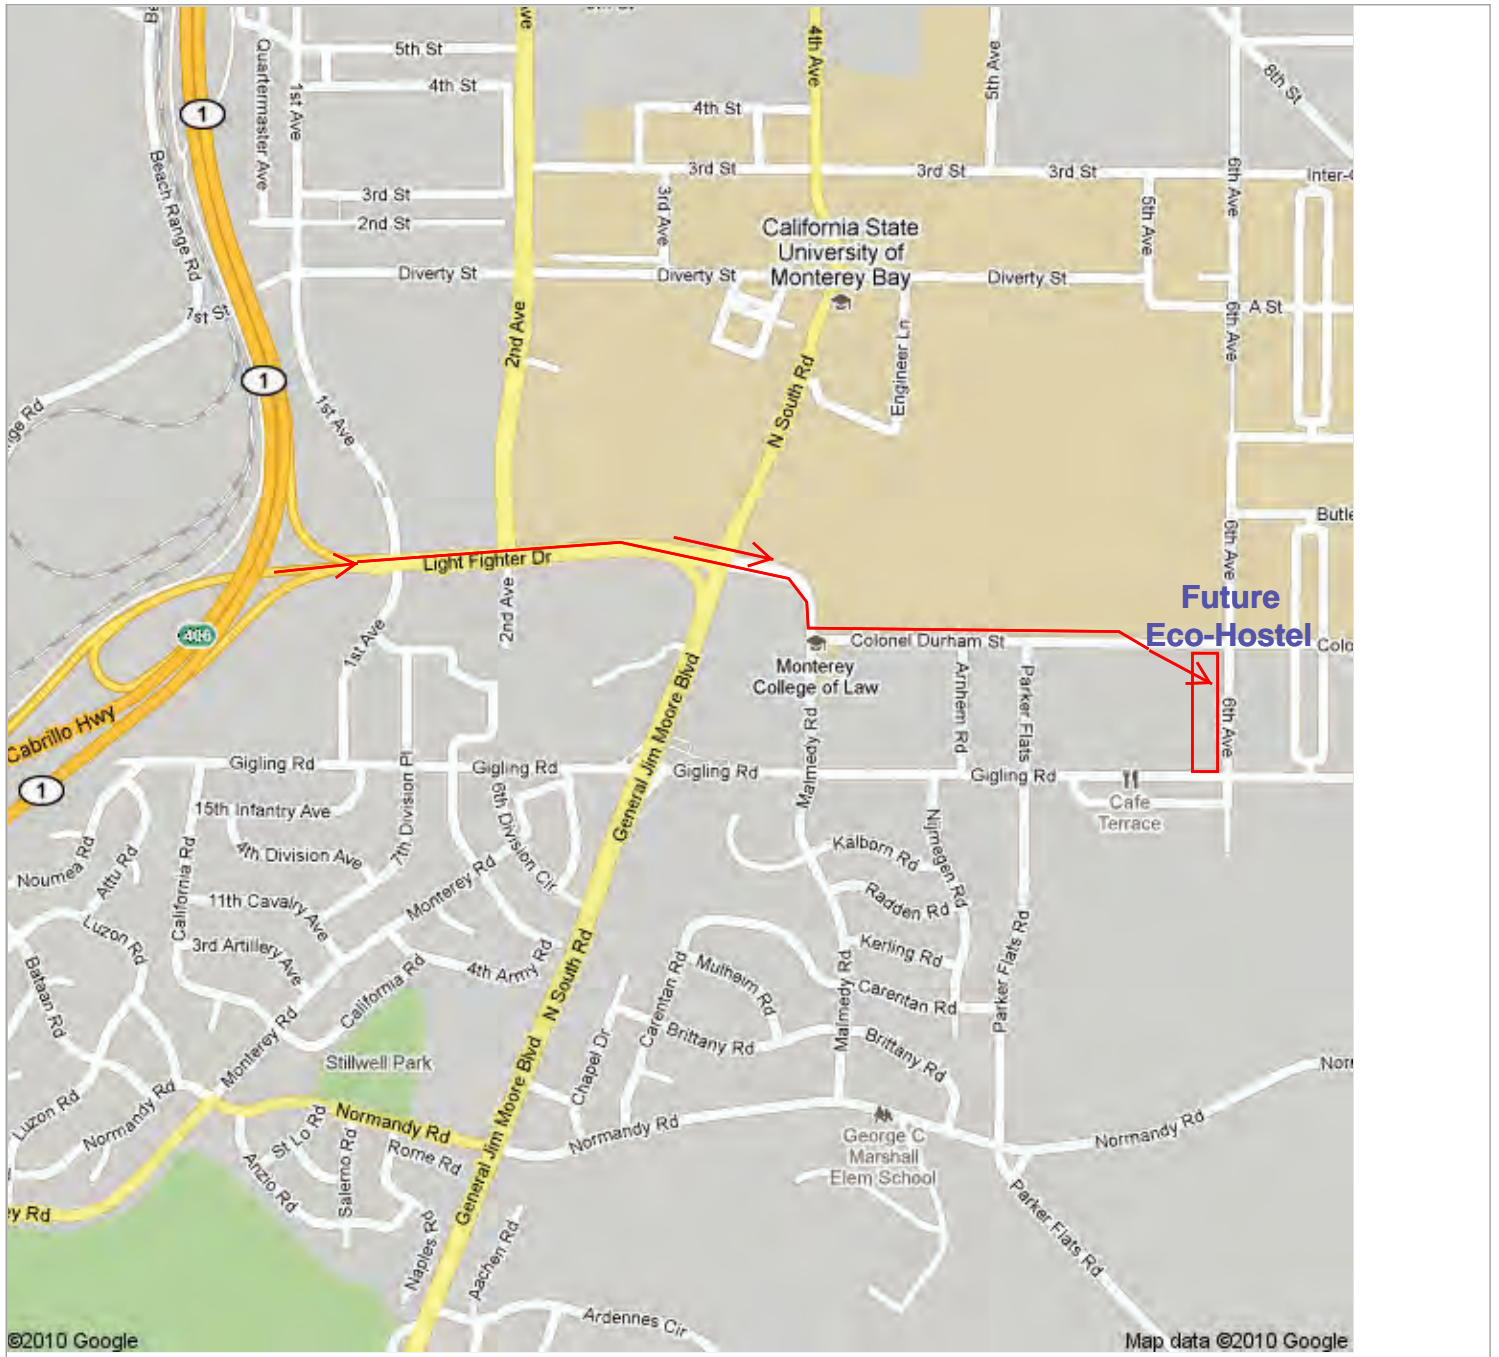 5th St
4th St
4th Ave
5th Ave
8th St
Quartermaster Ave
1st Ave
1
4th St
Beach Range Rd
3rd St
3rd St
3rd St
3rd St
2nd St
3rd Ave
5th Ave
6th Ave
California State
University of
Monterey Bay
Diverty St
Diverty St
Diverty St
A St
1st St
6th Ave
2nd Ave
Engineer Ln
1
1st Ave
N South Rd
6th Ave
Light Fighter Dr
2nd Ave
Future
Eco-Hostel
406
1st Ave
Colonel Durham St
Monterey
College of Law
General Jim Moore Blvd
Malmedy Rd
Arnhem Rd
Parker Flats
6th Ave
Cabrillo Hwy
1
Gigling Rd
Gigling Rd
Gigling Rd
Gigling Rd
7th Division Pl
6th Division Cir
15th Infantry Ave
4th Division Ave
Cafe
Terrace
Noumea Rd
Attu Rd
California Rd
11th Cavalry Ave
Monterey Rd
Kalborn Rd
Nijmegen Rd
Radden Rd
Luzon Rd
3rd Artillery Ave
California Rd
4th Army Rd
N South Rd
Kerling Rd
Parker Flats Rd
Bataan Rd
Mulheim Rd
Carentan Rd
Malmedy Rd
Carentan Rd
Monterey Rd
Brittany Rd
Brittany Rd
Stillwell Park
Chapel Dr
General Jim Moore Blvd
Luzon Rd
Normandy Rd
Normandy Rd
St Lo Rd
Salerno Rd
Rome Rd
Normandy Rd
Normandy Rd
George C
Marshall
Elem School
Anzio Rd
Parker Flats Rd
Naples R
Aachen Rd
Ardennes Cir
©2010 Google
Map data ©2010 Google